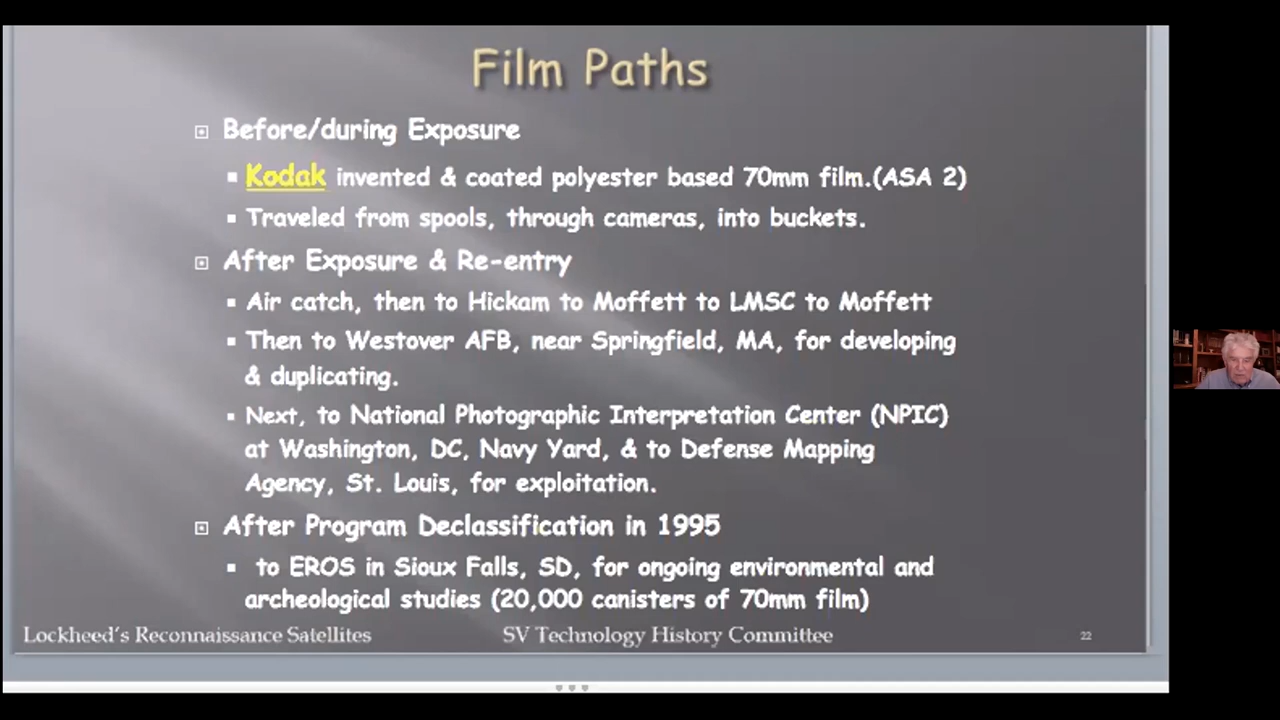 Film Paths
Before/during Exposure
Kodak invented & coated polyester based 70mm film.(ASA 2)
Traveled from spools, through cameras, into buckets.
After Exposure & Re-entry
Air catch, then to Hickam to Moffett to LMSC to Moffett
Then to Westover AFB, near Springfield, MA, for developing
& duplicating.
Next, to National Photographic Interpretation Center (NPIC)
at Washington, DC, Navy Yard, & to Defense Mapping
Agency, St. Louis, for exploitation.
After Program Declassification in 1995
to EROS in Sioux Falls, SD, for ongoing environmental and
archeological studies (20,000 canisters of 70mm film)
Lockheed's Reconnaissance Satellites SV Technology History Committee 22